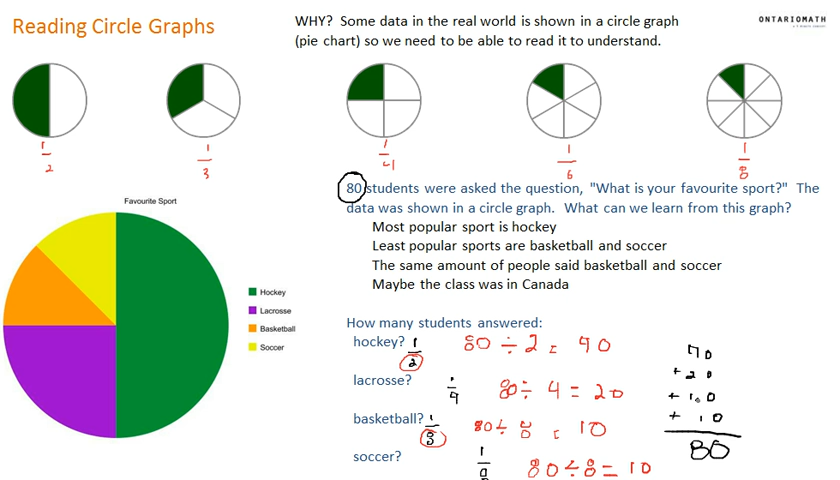 Reading Circle Graphs
WHY? Some data in the real world is shown in a circle graph
(pie chart) so we need to be able to read it to understand.
ONTARIOMATH
1/2
1/3
1/4
1/6
1/8
80 students were asked the question, "What is your favourite sport?" The
data was shown in a circle graph. What can we learn from this graph?
Most popular sport is hockey
Least popular sports are basketball and soccer
The same amount of people said basketball and soccer
Maybe the class was in Canada
Favourite Sport
Hockey
Lacrosse
Basketball
Soccer
How many students answered:
hockey? 1/2 80 ÷ 2 = 40
lacrosse? 1/4 80 ÷ 4 = 20
basketball? 1/8 80 ÷ 8 = 10
soccer? 1/8 80 ÷ 8 = 10
40
+ 20
+ 10
+ 10
80